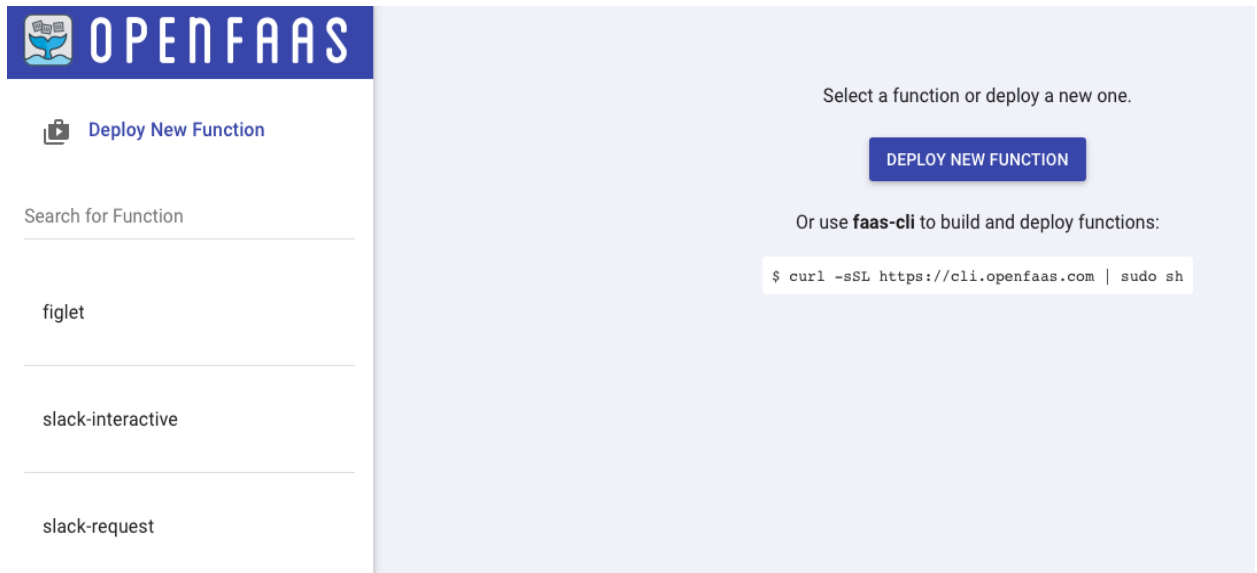 OPENFAAS
Deploy New Function
Search for Function
figlet
slack-interactive
slack-request
Select a function or deploy a new one.
DEPLOY NEW FUNCTION
Or use faas-cli to build and deploy functions:
$ curl -sSL https://cli.openfaas.com | sudo sh